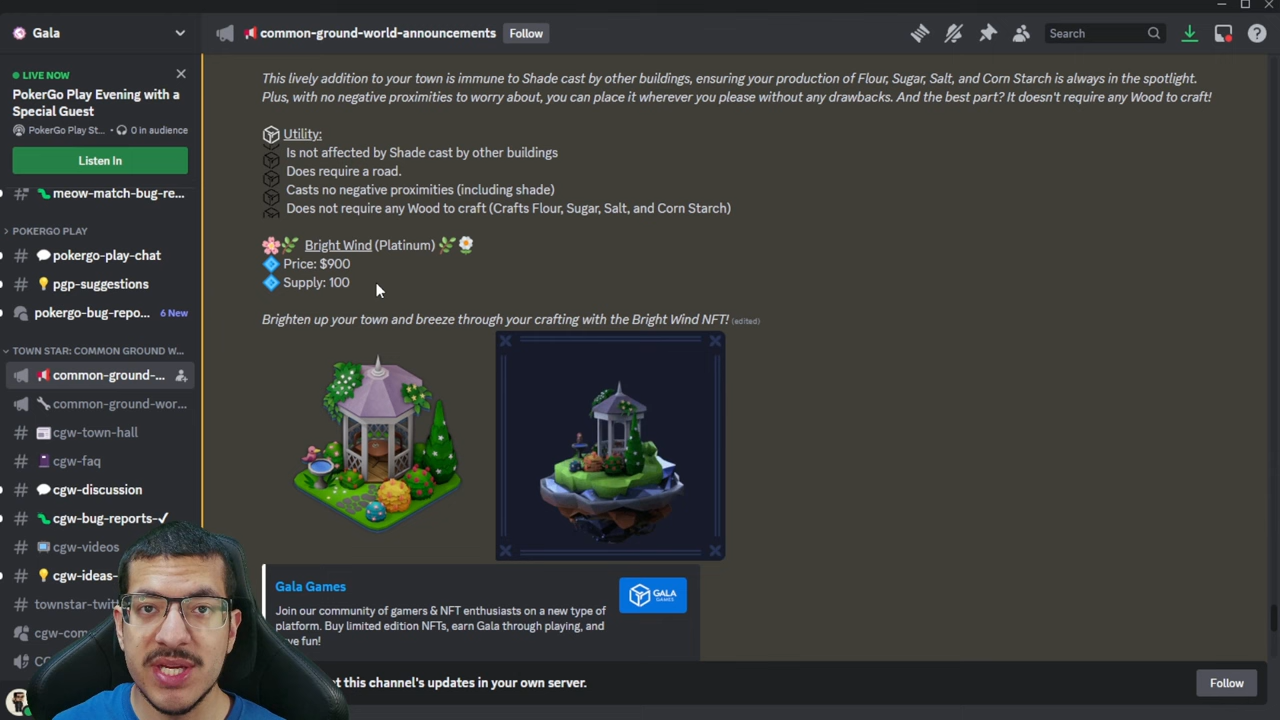 Gala
common-ground-world-announcements
Follow
Search
LIVE NOW
PokerGo Play Evening with a
Special Guest
PokerGo Play St... • 0 in audience
Listen In
meow-match-bug-re...
POKERGO PLAY
pokergo-play-chat
pgp-suggestions
pokergo-bug-repo... 6 New
TOWN STAR: COMMON GROUND W...
common-ground-...
common-ground-wor...
cgw-town-hall
cgw-faq
cgw-discussion
cgw-bug-reports-✓
cgw-videos
cgw-ideas-
townstar-twit
cgw-com
This lively addition to your town is immune to Shade cast by other buildings, ensuring your production of Flour, Sugar, Salt, and Corn Starch is always in the spotlight.
Plus, with no negative proximities to worry about, you can place it wherever you please without any drawbacks. And the best part? It doesn't require any Wood to craft!
Utility:
Is not affected by Shade cast by other buildings
Does require a road.
Casts no negative proximities (including shade)
Does not require any Wood to craft (Crafts Flour, Sugar, Salt, and Corn Starch)
Bright Wind (Platinum)
Price: $900
Supply: 100
Brighten up your town and breeze through your crafting with the Bright Wind NFT! (edited)
Gala Games
Join our community of gamers & NFT enthusiasts on a new type of
platform. Buy limited edition NFTs, earn Gala through playing, and
fun!
GALA
GAMES
t this channel's updates in your own server.
Follow